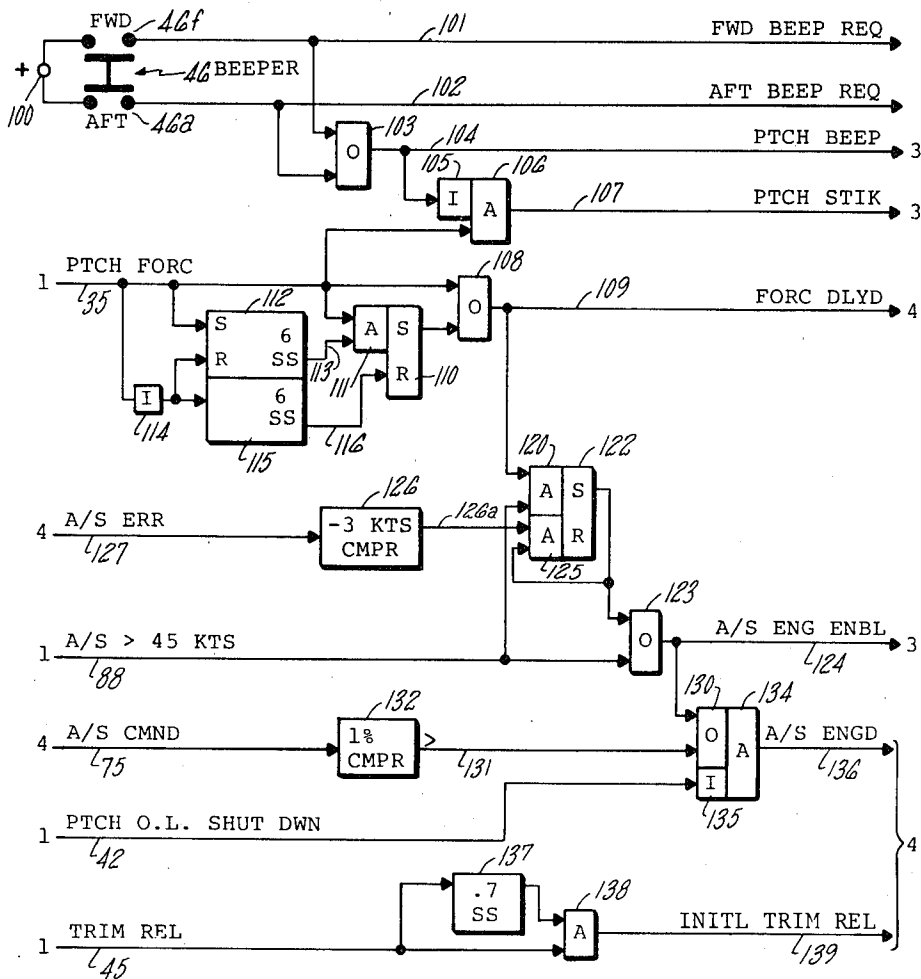 FWD 46f 101 FWD BEEP REQ
+ 100 46 BEEPER
102 AFT BEEP REQ
AFT 46a 103
O 104 PTCH BEEP 3
105 106
I A 107 PTCH STIK 3
1 PTCH FORC 108
35 112 O 109 FORC DLYD 4
S 6 SS 113 A S
R 111 R 110
I 6 SS
114 115 116
120 122
126 A S
4 A/S ERR -3 KTS CMPR 126a
127 A R
125
123
1 A/S > 45 KTS O A/S ENG ENBL 3
88 124
132 130 134
4 A/S CMND 1% CMPR > O A A/S ENGD
75 131 136
I
135
1 PTCH O.L. SHUT DWN 4
42
137
.7 SS 138
1 TRIM REL A INITL TRIM REL
45 139